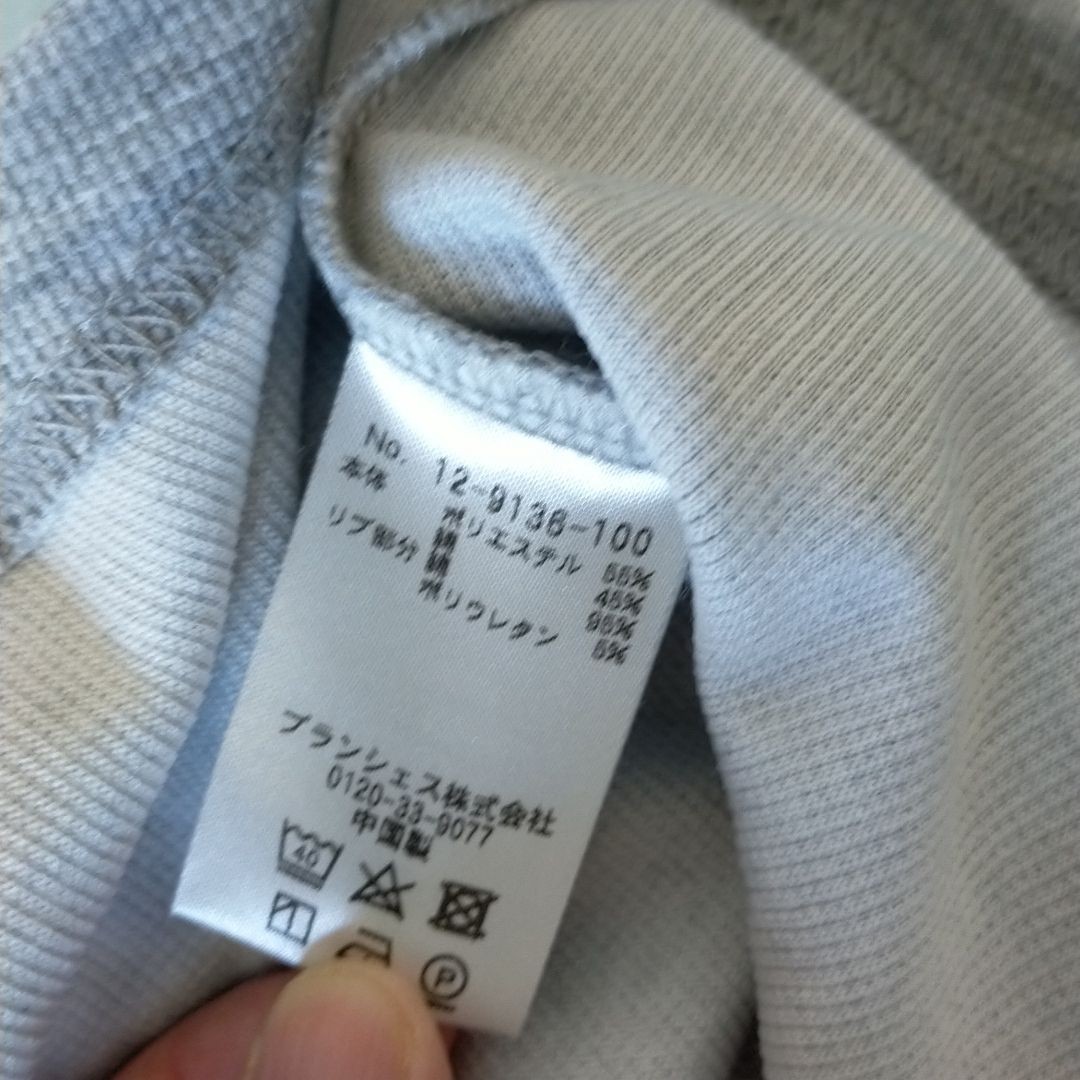 No. 12-9136-100
本体 ポリエステル 55%
綿 45%
リブ部分 綿 95%
ポリウレタン 5%
ブランシェス株式会社
0120-33-9077
中国製
40
P